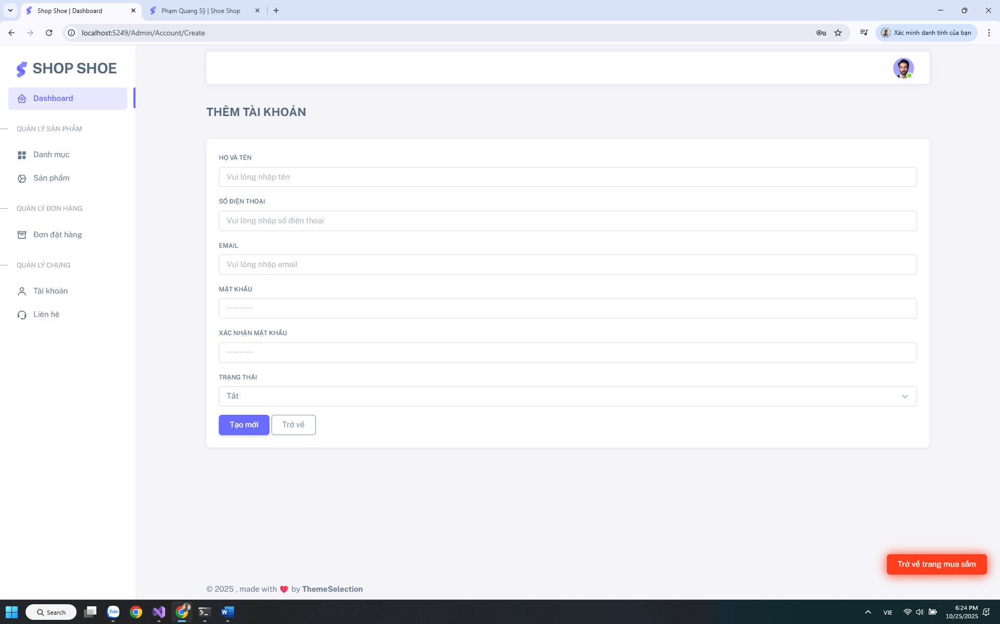 Shop Shoe | Dashboard
Phạm Quang Sỹ | Shoe Shop
localhost:5249/Admin/Account/Create
Xác minh danh tính của bạn
SHOP SHOE
Dashboard
QUẢN LÝ SẢN PHẨM
Danh mục
Sản phẩm
QUẢN LÝ ĐƠN HÀNG
Đơn đặt hàng
QUẢN LÝ CHUNG
Tài khoản
Liên hệ
THÊM TÀI KHOẢN
HỌ VÀ TÊN
Vui lòng nhập tên
SỐ ĐIỆN THOẠI
Vui lòng nhập số điện thoại
EMAIL
Vui lòng nhập email
MẬT KHẨU
············
XÁC NHẬN MẬT KHẨU
············
TRẠNG THÁI
Tắt
Tạo mới
Trở về
Trở về trang mua sắm
© 2025 , made with ❤️ by ThemeSelection
Search
Zalo
VIE
6:24 PM
10/25/2025